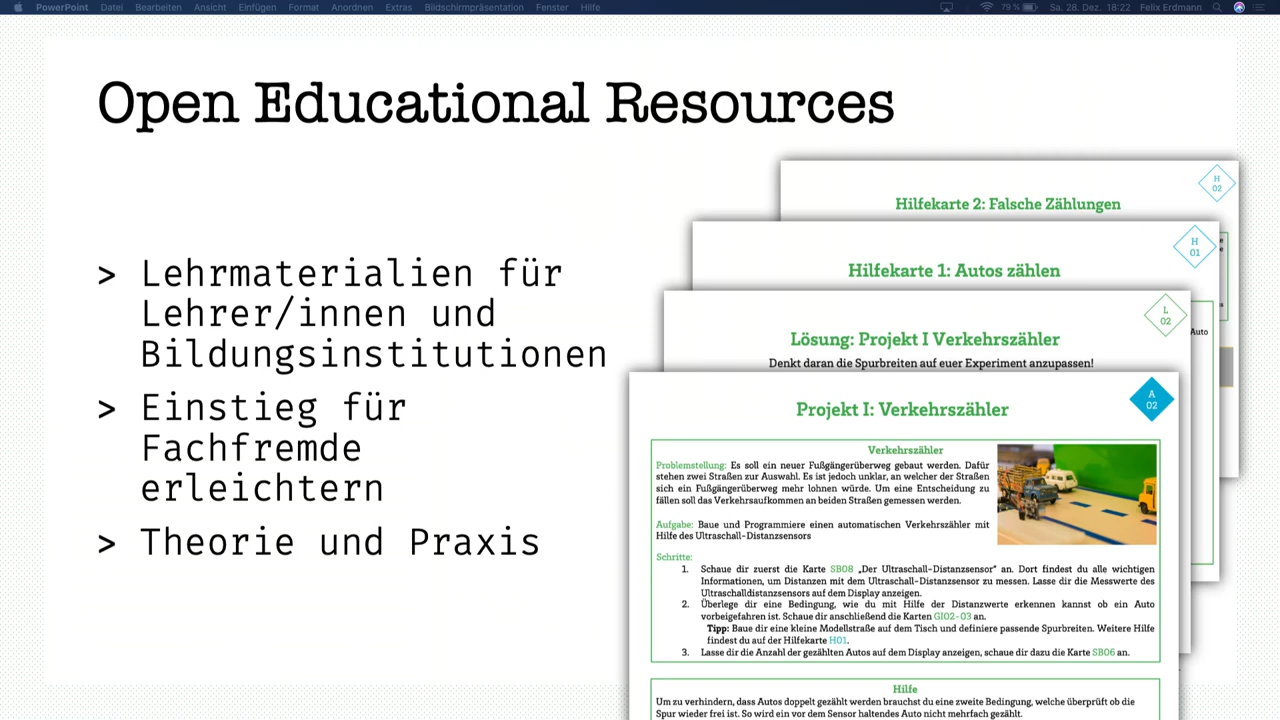 PowerPoint Datei Bearbeiten Ansicht Einfügen Format Anordnen Extras Bildschirmpräsentation Fenster Hilfe 79 % Sa. 28. Dez. 18:22 Felix Erdmann
Open Educational Resources
> Lehrmaterialien für
Lehrer/innen und
Bildungsinstitutionen
> Einstieg für
Fachfremde
erleichtern
> Theorie und Praxis
H
02
Hilfekarte 2: Falsche Zählungen
H
01
Hilfekarte 1: Autos zählen
Auto
L
02
Lösung: Projekt I Verkehrszähler
Denkt daran die Spurbreiten auf euer Experiment anzupassen!
A
02
Projekt I: Verkehrszähler
Verkehrszähler
Problemstellung: Es soll ein neuer Fußgängerüberweg gebaut werden. Dafür
stehen zwei Straßen zur Auswahl. Es ist jedoch unklar, an welcher der Straßen
sich ein Fußgängerüberweg mehr lohnen würde. Um eine Entscheidung zu
fällen soll das Verkehrsaufkommen an beiden Straßen gemessen werden.
Aufgabe: Baue und Programmiere einen automatischen Verkehrszähler mit
Hilfe des Ultraschall-Distanzsensors
Schritte:
1. Schaue dir zuerst die Karte SB08 „Der Ultraschall-Distanzsensor" an. Dort findest du alle wichtigen
Informationen, um Distanzen mit dem Ultraschall-Distanzsensor zu messen. Lasse dir die Messwerte des
Ultraschalldistanzsensors auf dem Display anzeigen.
2. Überlege dir eine Bedingung, wie du mit Hilfe der Distanzwerte erkennen kannst ob ein Auto
vorbeigefahren ist. Schaue dir anschließend die Karten GI02-03 an.
Tipp: Baue dir eine kleine Modellstraße auf dem Tisch und definiere passende Spurbreiten. Weitere Hilfe
findest du auf der Hilfekarte H01.
3. Lasse dir die Anzahl der gezählten Autos auf dem Display anzeigen, schaue dir dazu die Karte SB06 an.
Hilfe
Um zu verhindern, dass Autos doppelt gezählt werden brauchst du eine zweite Bedingung, welche überprüft ob die
Spur wieder frei ist. So wird ein vor dem Sensor haltendes Auto nicht mehrfach gezählt.